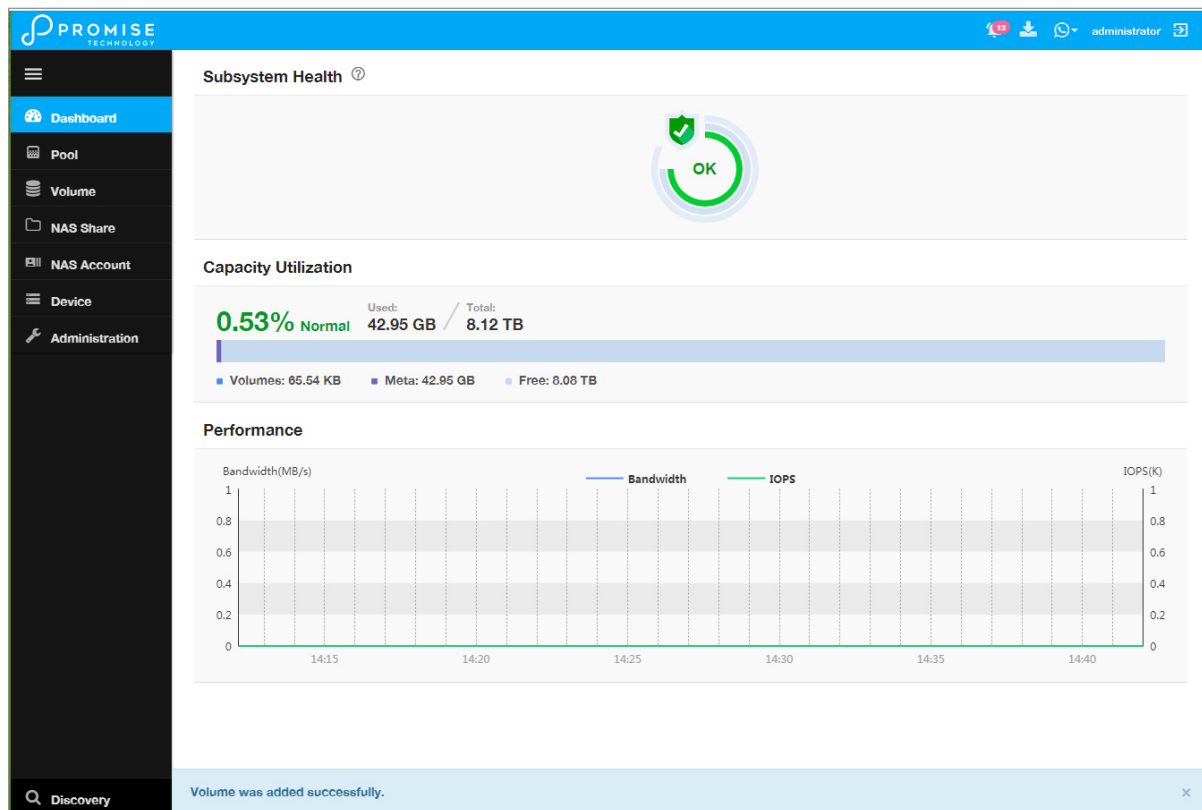 PROMISE
TECHNOLOGY
13
administrator
Dashboard
Pool
Volume
NAS Share
NAS Account
Device
Administration
Discovery
Subsystem Health ?
OK
Capacity Utilization
0.53% Normal
Used:
42.95 GB
Total:
8.12 TB
Volumes: 65.54 KB
Meta: 42.95 GB
Free: 8.08 TB
Performance
Bandwidth(MB/s)
Bandwidth
IOPS
IOPS(K)
1
0.8
0.6
0.4
0.2
0
1
0.8
0.6
0.4
0.2
0
14:15
14:20
14:25
14:30
14:35
14:40
Volume was added successfully.
×